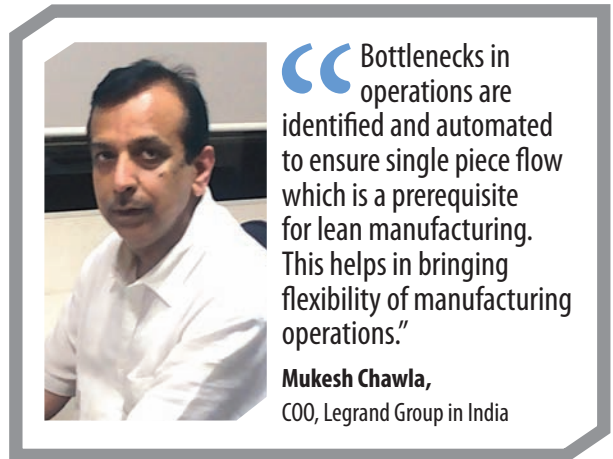 “Bottlenecks in
operations are
identified and automated
to ensure single piece flow
which is a prerequisite
for lean manufacturing.
This helps in bringing
flexibility of manufacturing
operations.”
Mukesh Chawla,
COO, Legrand Group in India